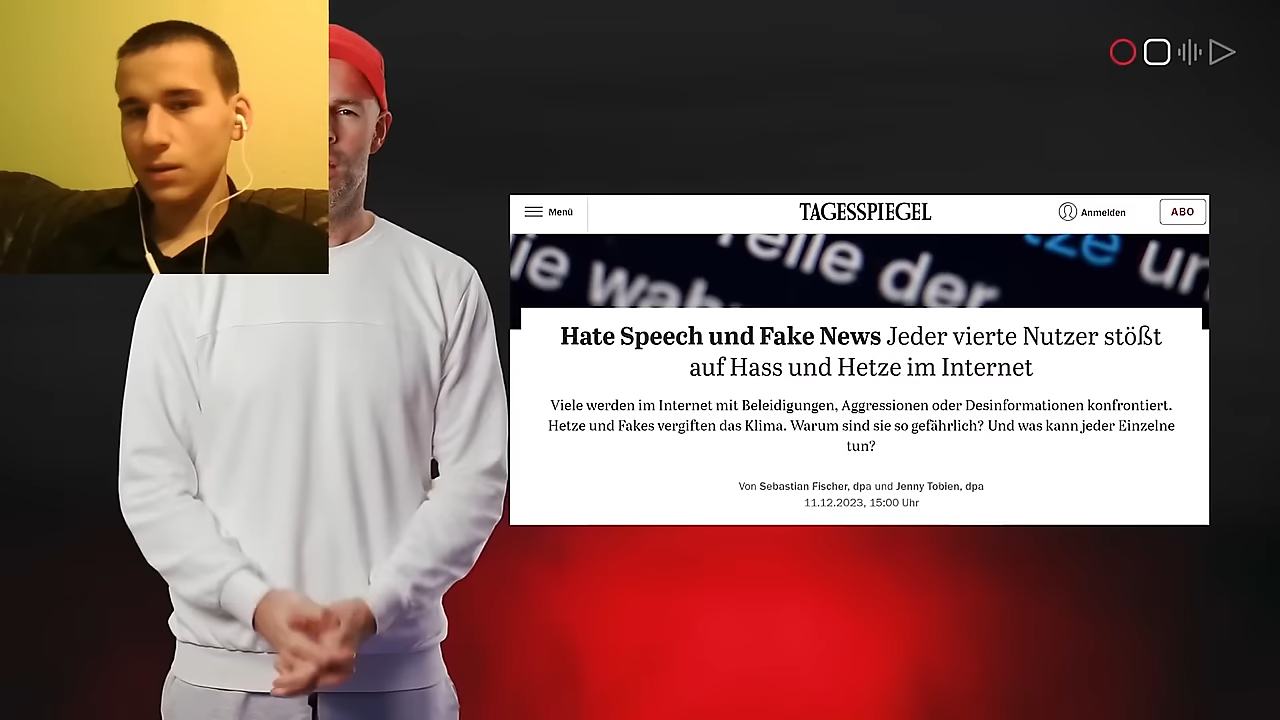 Menü
TAGESSPIEGEL
Anmelden
ABO
der
Hate Speech und Fake News Jeder vierte Nutzer stößt
auf Hass und Hetze im Internet
Viele werden im Internet mit Beleidigungen, Aggressionen oder Desinformationen konfrontiert.
Hetze und Fakes vergiften das Klima. Warum sind sie so gefährlich? Und was kann jeder Einzelne
tun?
Von Sebastian Fischer, dpa und Jenny Tobien, dpa
11.12.2023, 15:00 Uhr